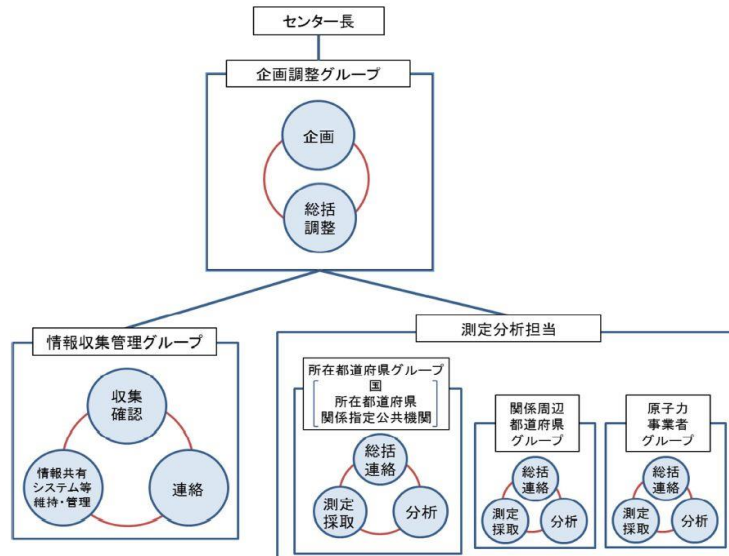 センター長
企画調整グループ
企画
総括
調整
情報収集管理グループ
収集
確認
情報共有
システム等
維持・管理
連絡
測定分析担当
所在都道府県グループ
国
所在都道府県
関係指定公共機関
総括
連絡
測定
採取
分析
関係周辺
都道府県
グループ
総括
連絡
測定
採取
分析
原子力
事業者
グループ
総括
連絡
測定
採取
分析